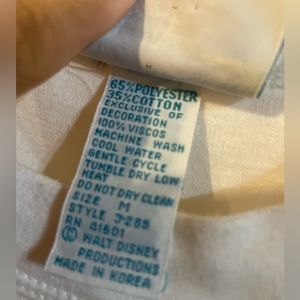 65% POLYESTER
35% COTTON
EXCLUSIVE OF
DECORATION
100% VISCOS
MACHINE WASH
COOL WATER
GENTLE CYCLE
TUMBLE DRY LOW
HEAT
DO NOT DRY CLEAN
SIZE M
STYLE J-288
RN 41601
© WALT DISNEY
PRODUCTIONS
MADE IN KOREA